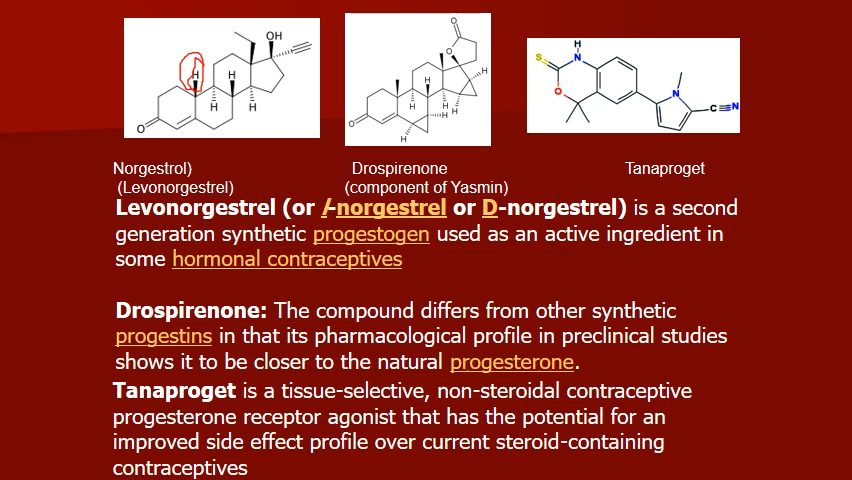 H
H
OH
H
H
O
O
O
H
H
H
H
H
H
O
H
S
N
O
N
C≡N
Norgestrol)
(Levonorgestrel)
Drospirenone
(component of Yasmin)
Tanaproget
Levonorgestrel (or l-norgestrel or D-norgestrel) is a second
generation synthetic progestogen used as an active ingredient in
some hormonal contraceptives
Drospirenone: The compound differs from other synthetic
progestins in that its pharmacological profile in preclinical studies
shows it to be closer to the natural progesterone.
Tanaproget is a tissue-selective, non-steroidal contraceptive
progesterone receptor agonist that has the potential for an
improved side effect profile over current steroid-containing
contraceptives